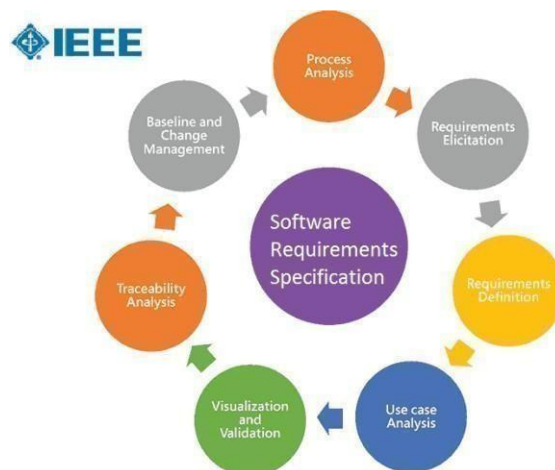 IEEE
Process
Analysis
Requirements
Elicitation
Requirements
Definition
Use case
Analysis
Visualization
and
Validation
Traceability
Analysis
Baseline and
Change
Management
Software
Requirements
Specification